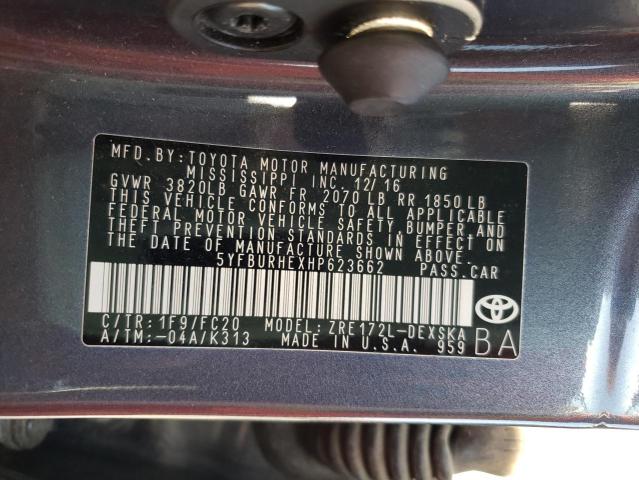 MFD.BY:TOYOTA MOTOR MANUFACTURING
MISSISSIPPI INC. 12/16
GVWR 3820LB GAWR FR 2070 LB RR 1850 LB
THIS VEHICLE CONFORMS TO ALL APPLICABLE
FEDERAL MOTOR VEHICLE SAFETY, BUMPER, AND
THEFT PREVENTION STANDARDS IN EFFECT ON
THE DATE OF MANUFACTURE SHOWN ABOVE.
5YFBURHEXHP623662 PASS.CAR
C/TR:1F9/FC20 MODEL:ZRE172L-DEXSKA
A/TM:-04A/K313 MADE IN U.S.A. 959 BA